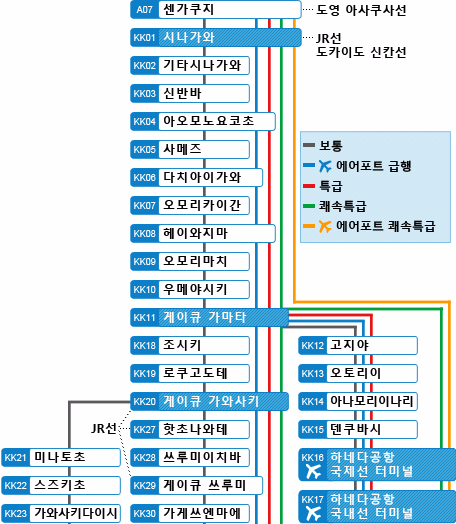 A07 센가쿠지
도영 아사쿠사선
KK01 시나가와
JR선
도카이도 신칸선
KK02 기타시나가와
KK03 신반바
KK04 아오모노요코초
KK05 사메즈
KK06 다치아이가와
KK07 오모리카이간
KK08 헤이와지마
KK09 오모리마치
KK10 우메야시키
보통
에어포트 급행
특급
쾌속특급
에어포트 쾌속특급
KK11 게이큐 가마타
KK18 조시키
KK12 고지야
KK19 로쿠고도테
KK13 오토리이
KK20 게이큐 가와사키
KK14 아나모리이나리
JR선
KK27 핫초나와테
KK15 덴쿠바시
KK21 미나토초
KK28 쓰루미이치바
KK16 하네다공항
국제선 터미널
KK22 스즈키초
KK29 게이큐 쓰루미
KK23 가와사키다이시
KK30 가게쓰엔마에
KK17 하네다공항
국내선 터미널